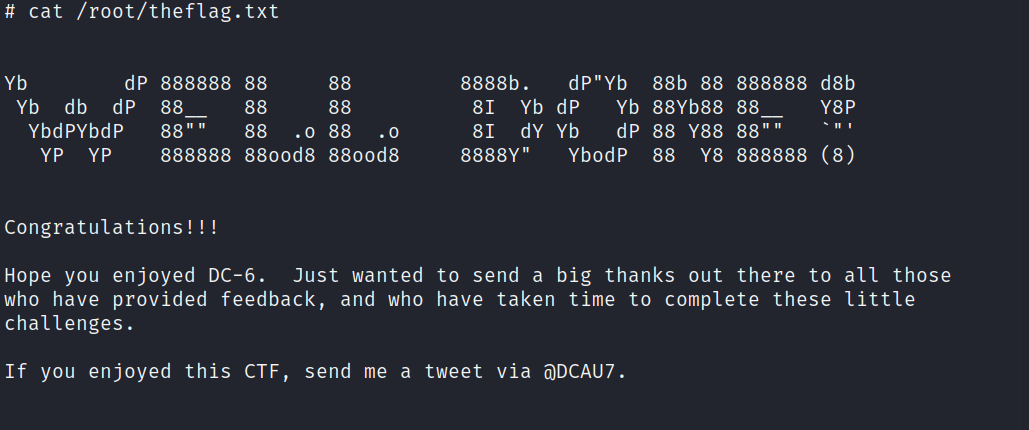 # cat /root/theflag.txt
Yb        dP 888888 88     88         8888b.   dP"Yb  88b 88 888888 d8b
 Yb  db  dP  88__   88     88          8I  Yb dP   Yb 88Yb88 88__   Y8P
  YbdPYbdP   88""   88  .o 88  .o      8I  dY Yb   dP 88 Y88 88""   `"'
   YP  YP    888888 88ood8 88ood8     8888Y"   YbodP  88  Y8 888888 (8)
Congratulations!!!
Hope you enjoyed DC-6.  Just wanted to send a big thanks out there to all those
who have provided feedback, and who have taken time to complete these little
challenges.
If you enjoyed this CTF, send me a tweet via @DCAU7.